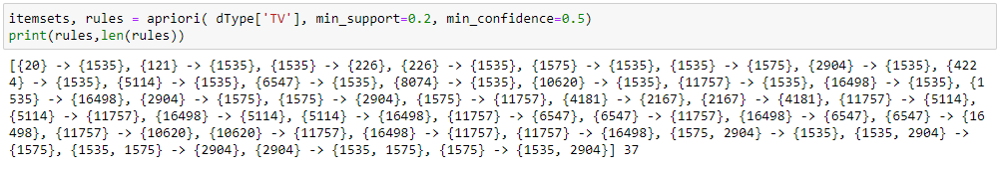 itemsets, rules = apriori( dType['TV'], min_support=0.2, min_confidence=0.5)
print(rules,len(rules))
[{20} -> {1535}, {121} -> {1535}, {1535} -> {226}, {226} -> {1535}, {1575} -> {1535}, {1535} -> {1575}, {2904} -> {1535}, {422
4} -> {1535}, {5114} -> {1535}, {6547} -> {1535}, {8074} -> {1535}, {10620} -> {1535}, {11757} -> {1535}, {16498} -> {1535}, {1
535} -> {16498}, {2904} -> {1575}, {1575} -> {2904}, {1575} -> {11757}, {4181} -> {2167}, {2167} -> {4181}, {11757} -> {5114},
{5114} -> {11757}, {16498} -> {5114}, {5114} -> {16498}, {11757} -> {6547}, {6547} -> {11757}, {16498} -> {6547}, {6547} -> {16
498}, {11757} -> {10620}, {10620} -> {11757}, {16498} -> {11757}, {11757} -> {16498}, {1575, 2904} -> {1535}, {1535, 2904} ->
{1575}, {1535, 1575} -> {2904}, {2904} -> {1535, 1575}, {1575} -> {1535, 2904}] 37